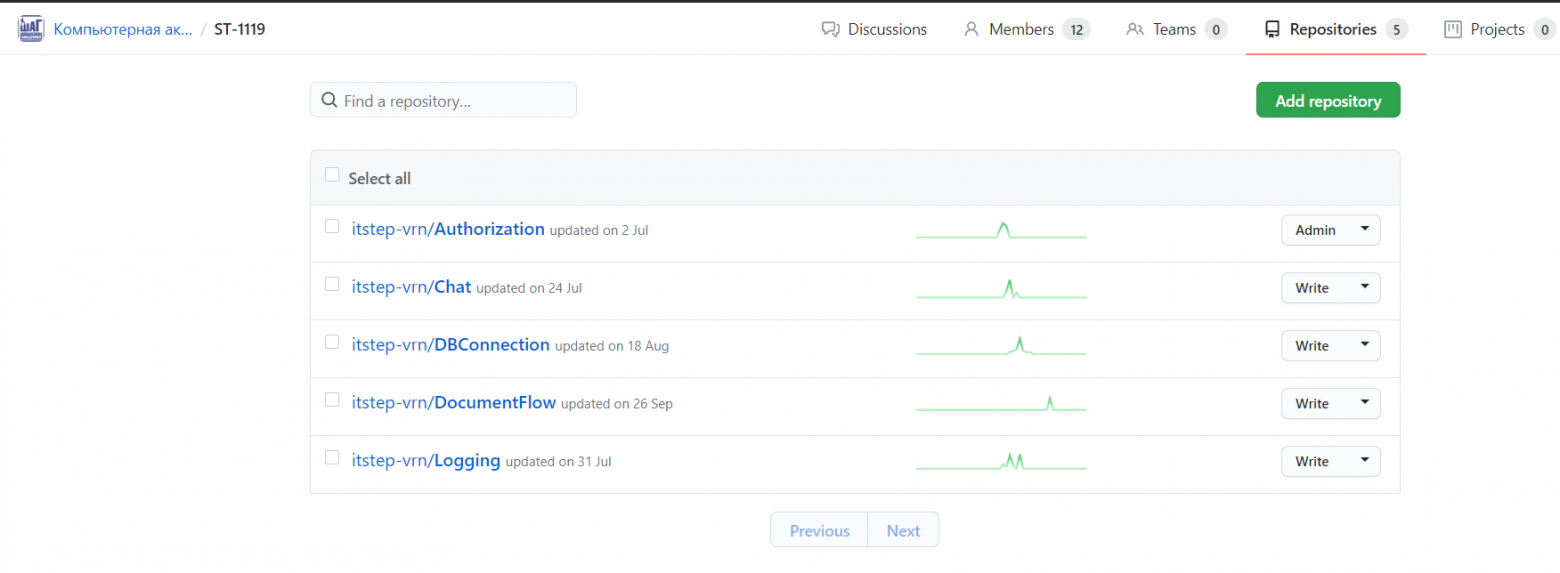 ШАГ Компьютерная ак... / ST-1119 Discussions Members 12 Teams 0 Repositories 5 Projects 0
Find a repository... Add repository
Select all
itstep-vrn/Authorization updated on 2 Jul Admin
itstep-vrn/Chat updated on 24 Jul Write
itstep-vrn/DBConnection updated on 18 Aug Write
itstep-vrn/DocumentFlow updated on 26 Sep Write
itstep-vrn/Logging updated on 31 Jul Write
Previous Next